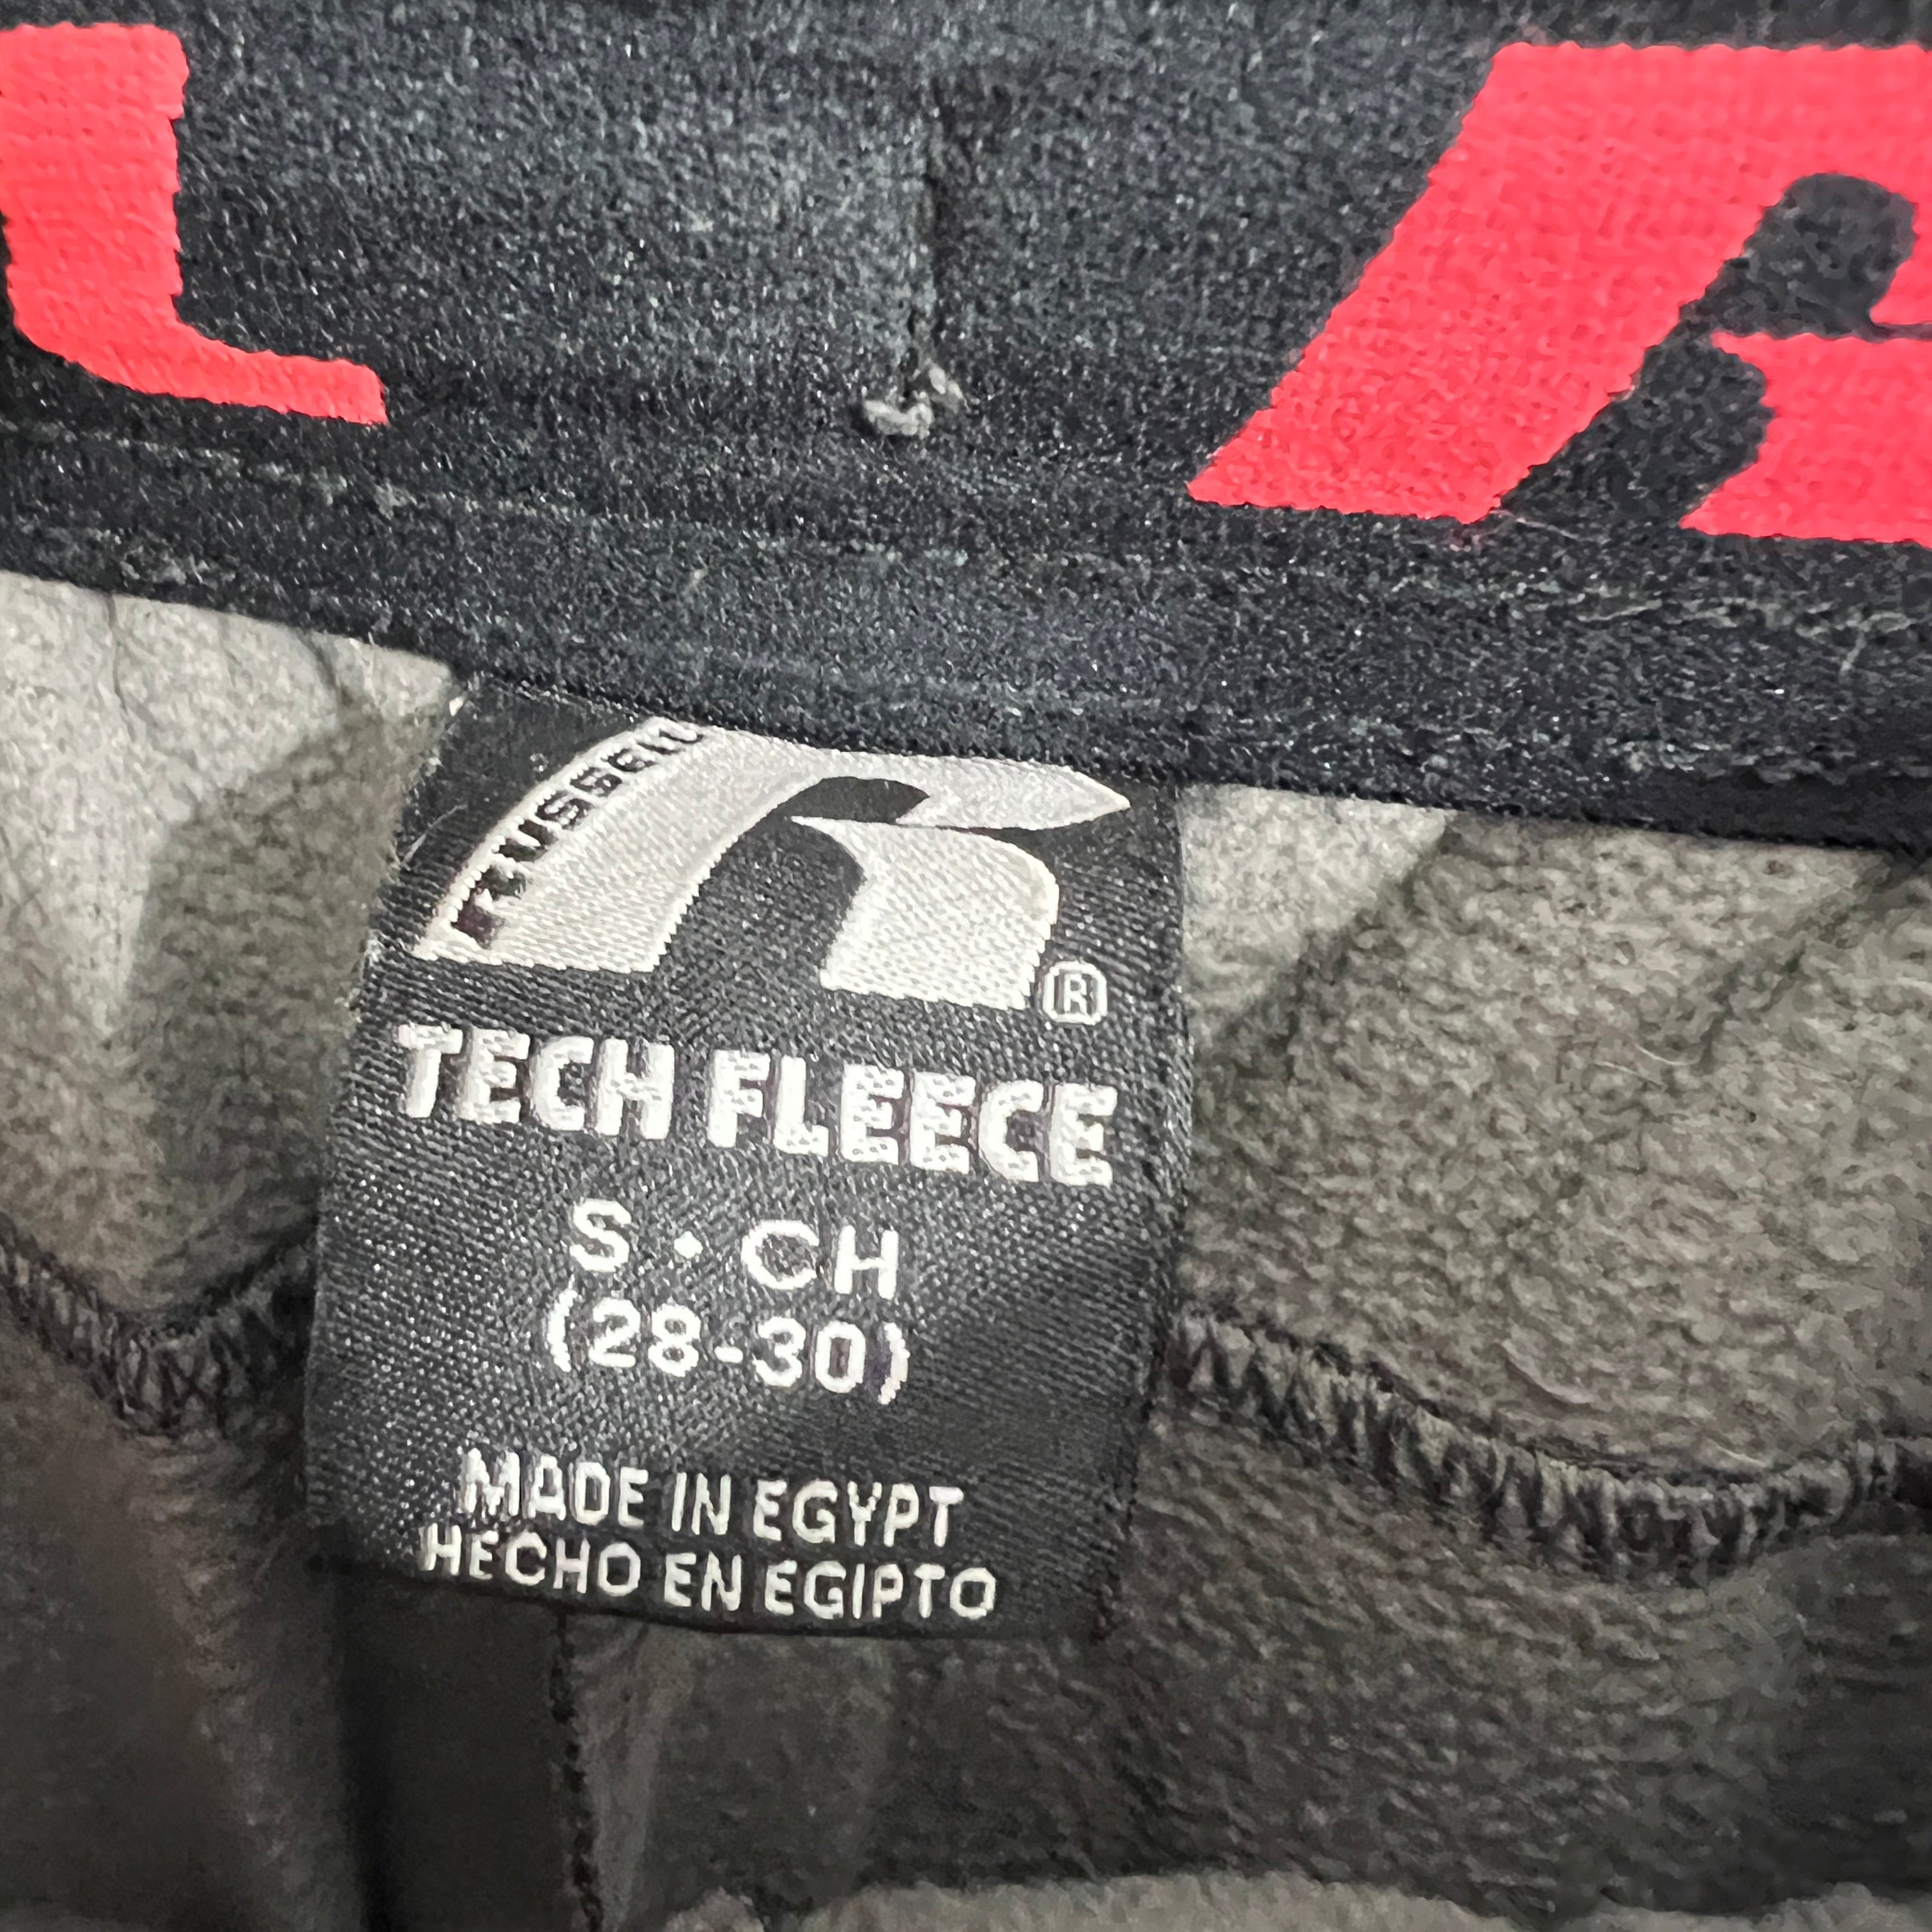 RUSSELL
®
TECH FLEECE
S · CH
(28-30)
MADE IN EGYPT
HECHO EN EGIPTO